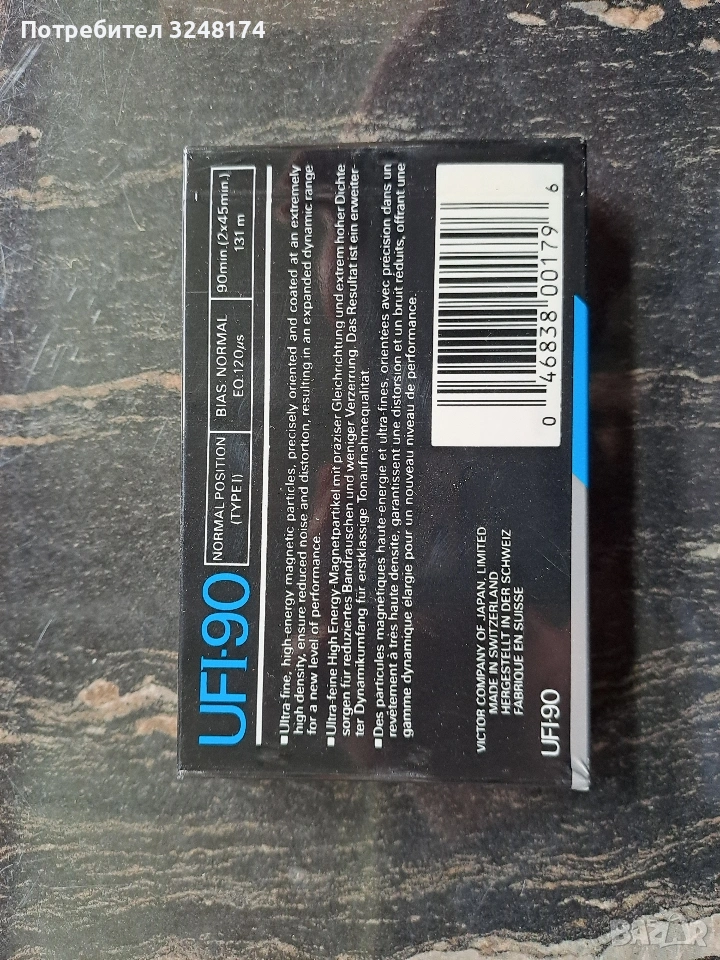 Потребител 3248174
UFI-90
NORMAL POSITION
(TYPE I)
BIAS: NORMAL
EQ.120μs
90min.(2x45min.)
131 m
■Ultra fine, high-energy magnetic particles, precisely oriented and coated at an extremely
high density, ensure reduced noise and distortion, resulting in an expanded dynamic range
for a new level of performance.
■Ultra-feine High Energy-Magnetpartikel mit präziser Gleichrichtung und extrem hoher Dichte
sorgen für reduziertes Bandrauschen und weniger Verzerrung. Das Resultat ist ein erweiter-
ter Dynamikumfang für erstklassige Tonaufnahmequalität.
■Des particules magnétiques haute-énergie et ultra-fines, orientées avec précision dans un
revêtement à très haute densité, garantissent une distorsion et un bruit réduits, offrant une
gamme dynamique élargie pour un nouveau niveau de performance.
VICTOR COMPANY OF JAPAN, LIMITED
MADE IN SWITZERLAND
HERGESTELLT IN DER SCHWEIZ
FABRIQUE EN SUISSE
0 46838 00179 6
UFI-90
BAZAR